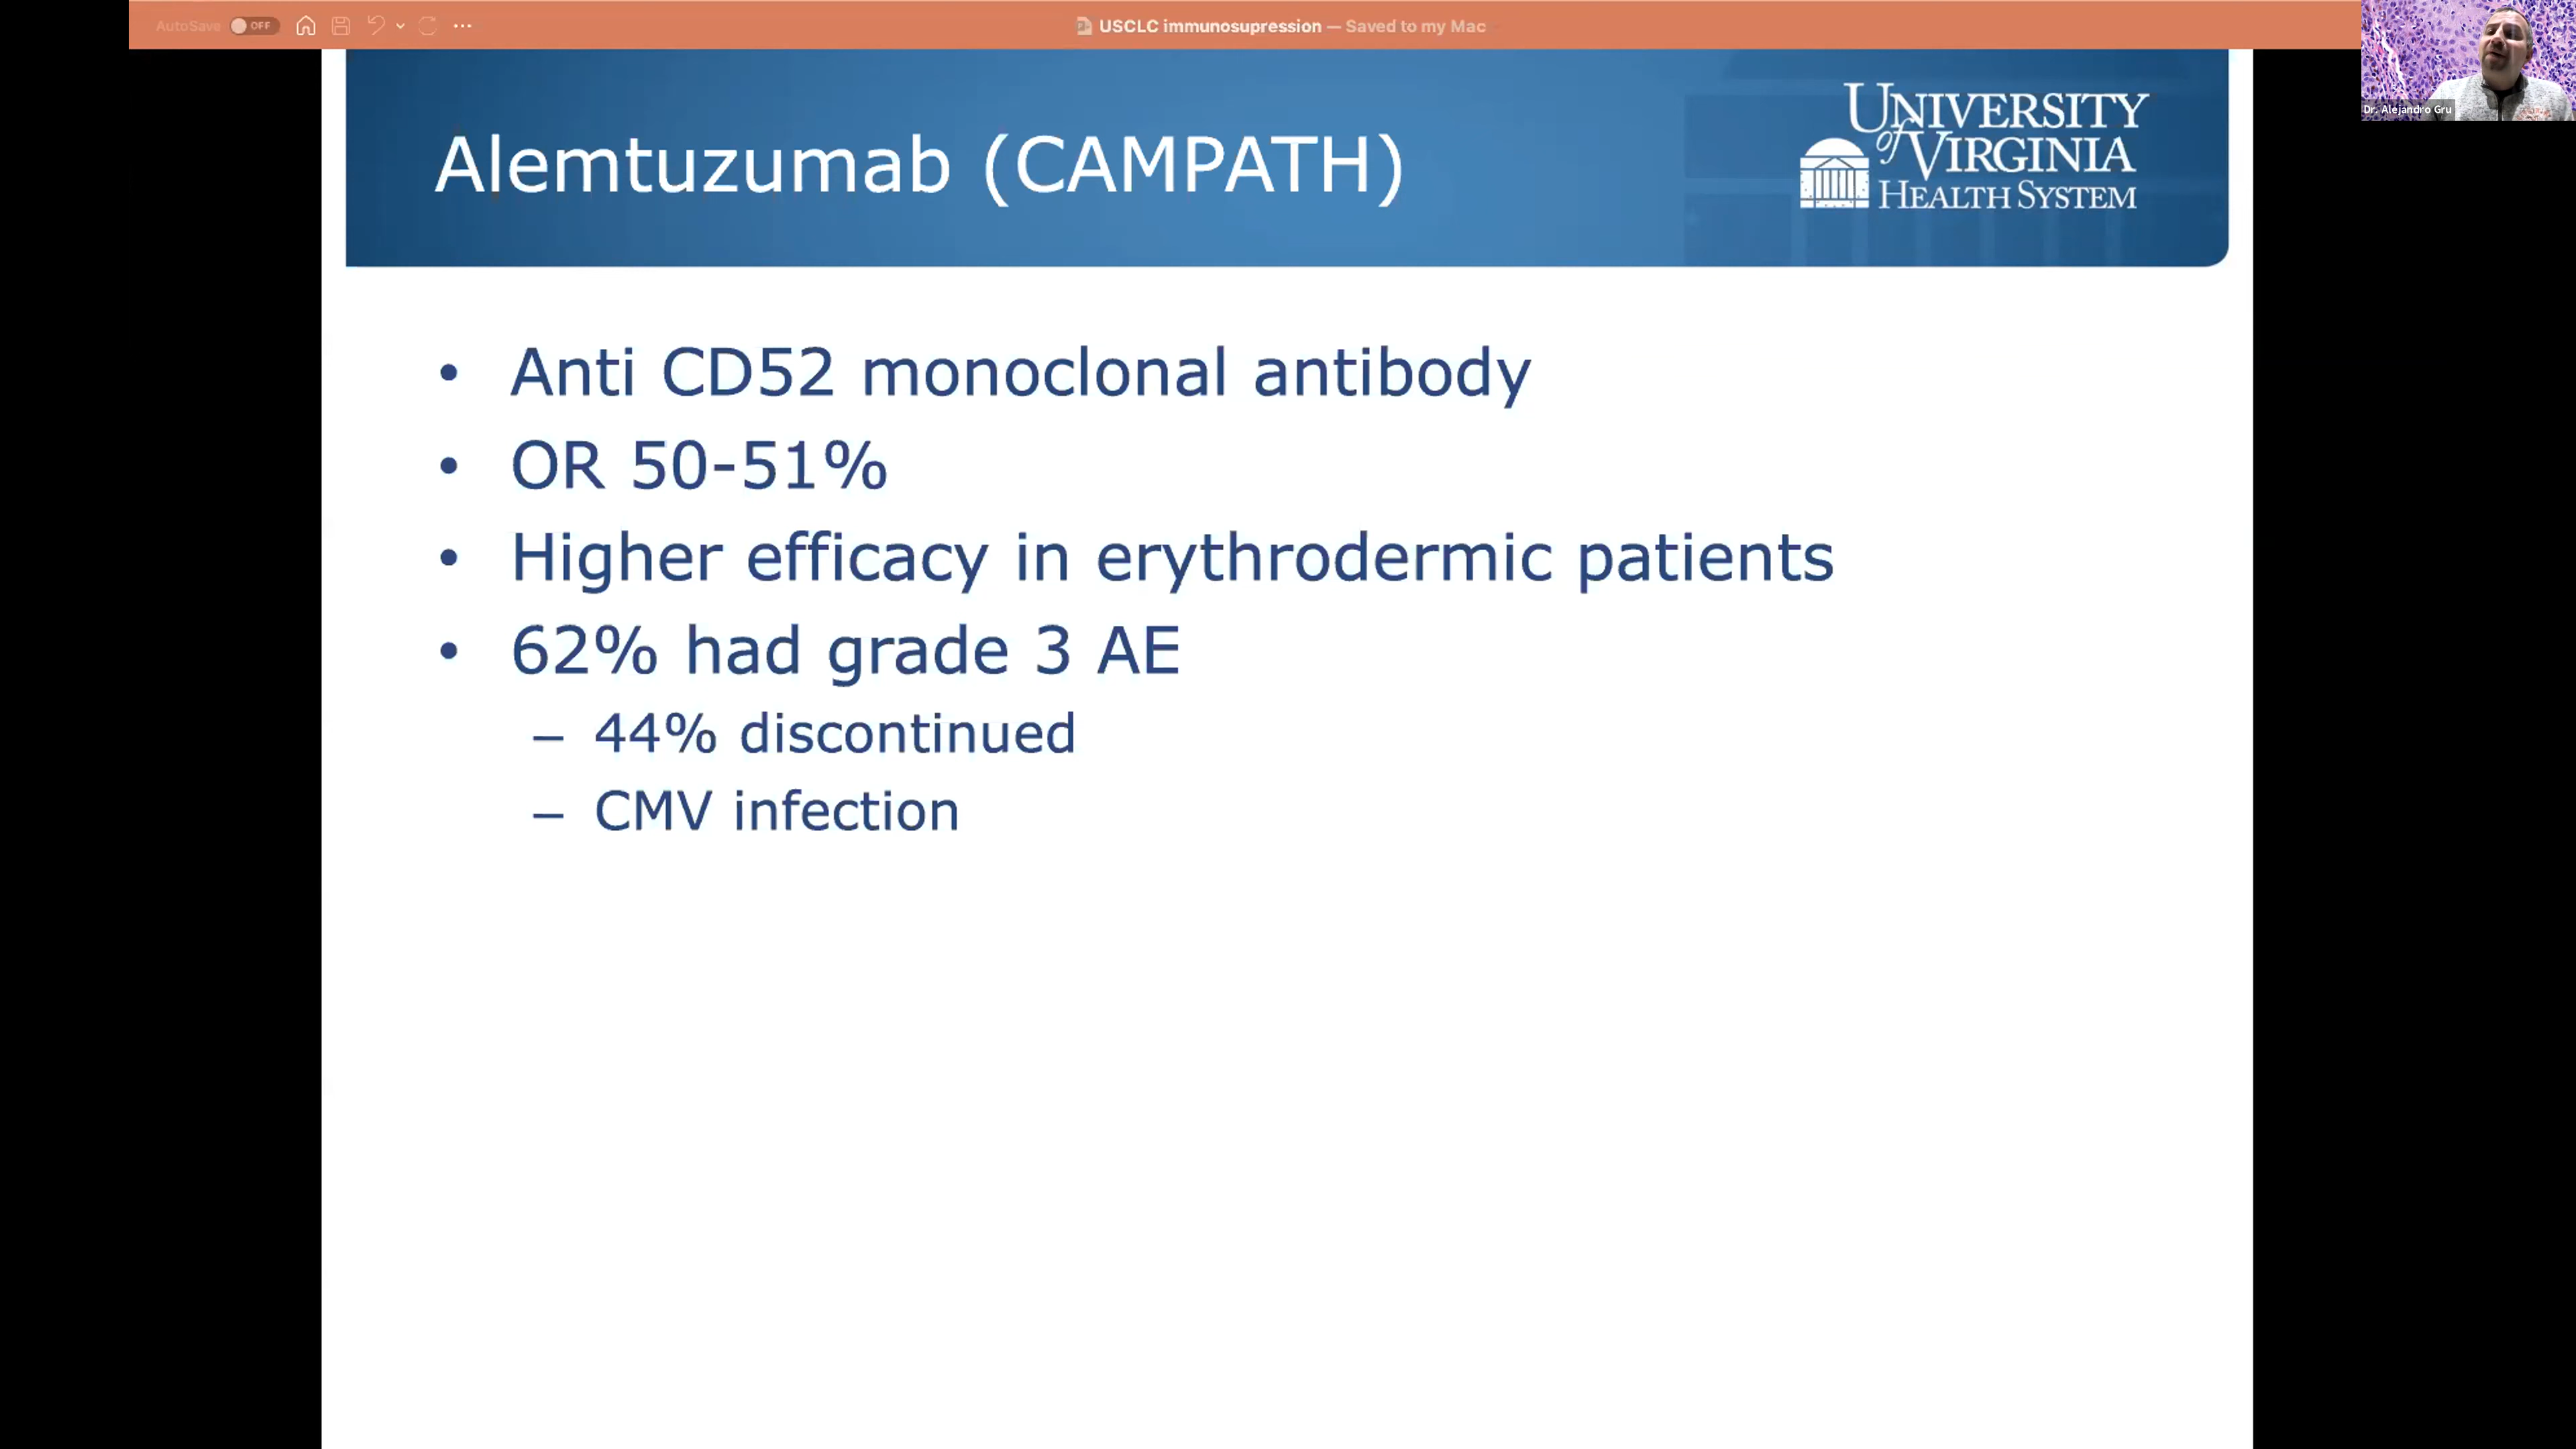 AutoSave OFF
USCLC immunosupression — Saved to my Mac
Dr. Alejandro Gru
UNIVERSITY
of VIRGINIA
HEALTH SYSTEM
Alemtuzumab (CAMPATH)
• Anti CD52 monoclonal antibody
• OR 50-51%
• Higher efficacy in erythrodermic patients
• 62% had grade 3 AE
– 44% discontinued
– CMV infection